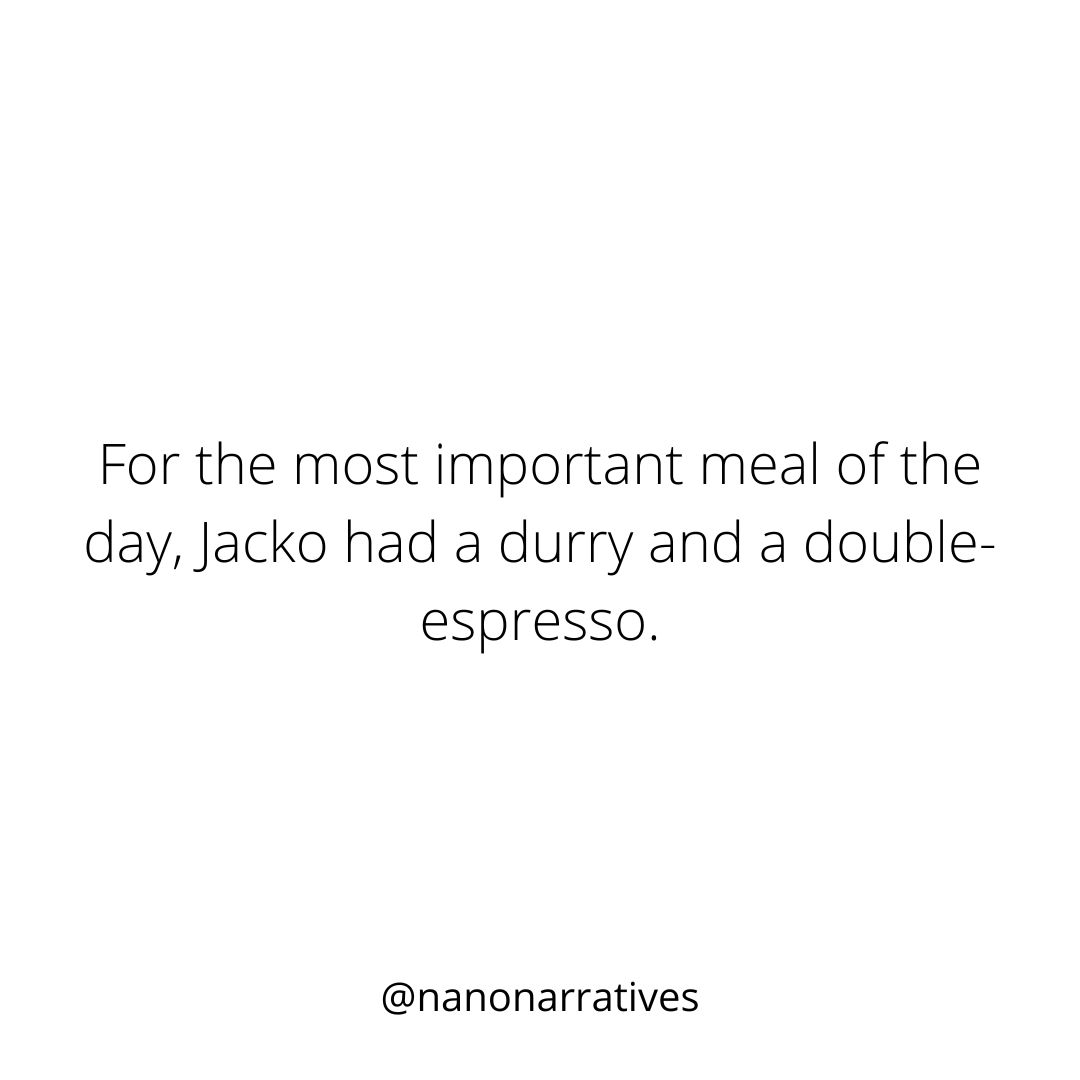 For the most important meal of the
day, Jacko had a durry and a double-
espresso.
@nanonarratives